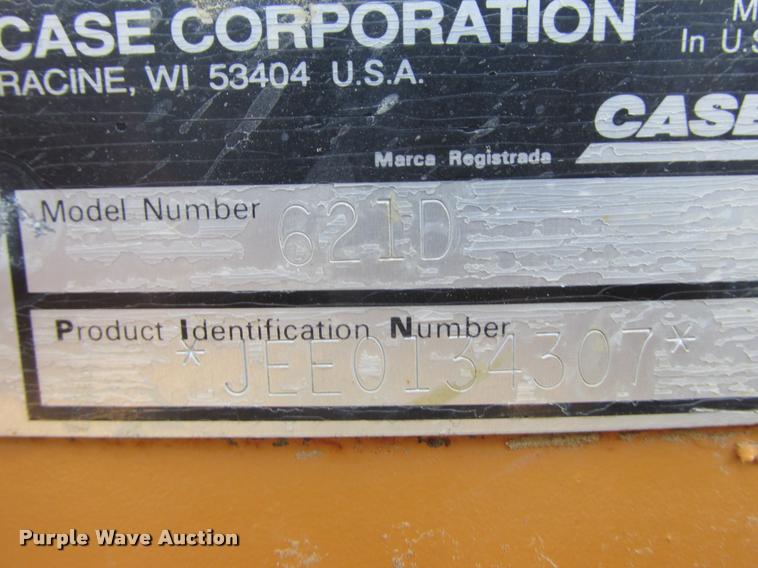 CASE CORPORATION
RACINE, WI 53404 U.S.A.
In U.S
CASE
Marca Registrada
Model Number 621D
Product Identification Number
*JEE0134307*
Purple Wave Auction